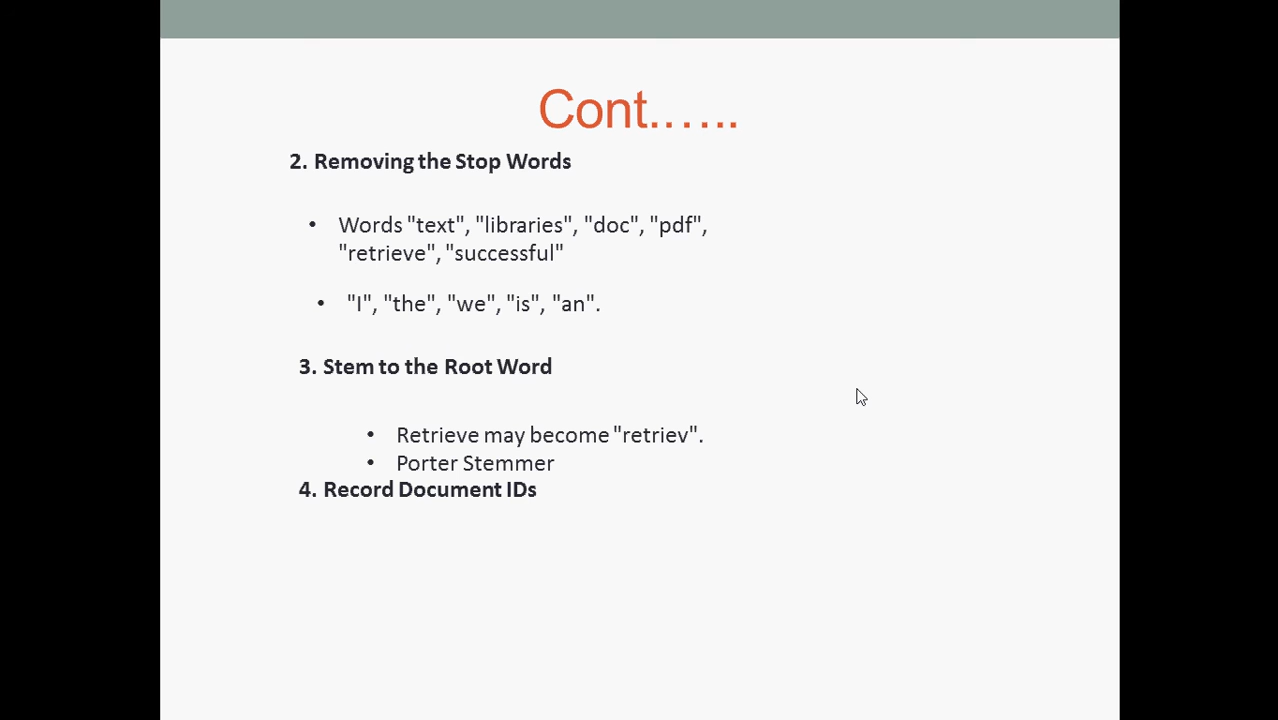 Cont.…..
2. Removing the Stop Words
• Words "text", "libraries", "doc", "pdf",
"retrieve", "successful"
• "I", "the", "we", "is", "an".
3. Stem to the Root Word
• Retrieve may become "retriev".
• Porter Stemmer
4. Record Document IDs